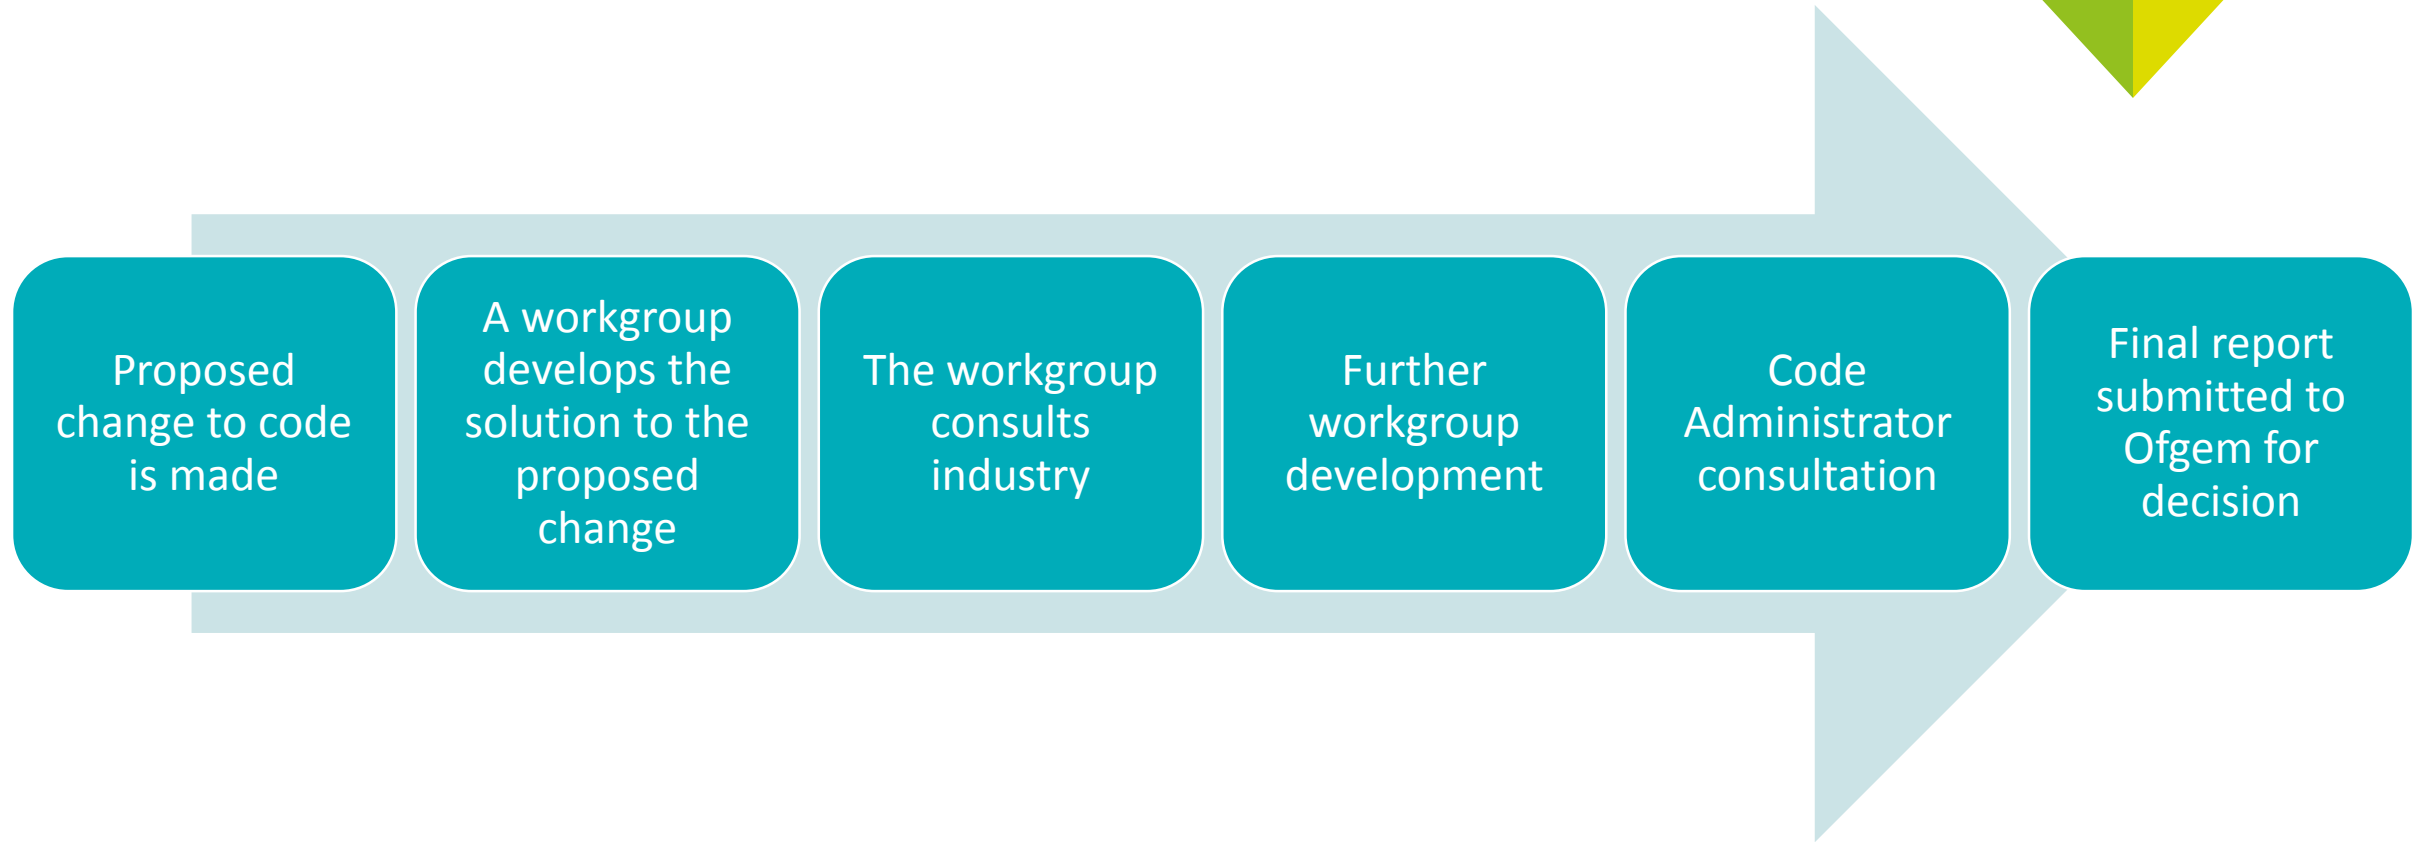 Proposed
change to code
is made
A workgroup
develops the
solution to the
proposed
change
The workgroup
consults
industry
Further
workgroup
development
Code
Administrator
consultation
Final report
submitted to
Ofgem for
decision